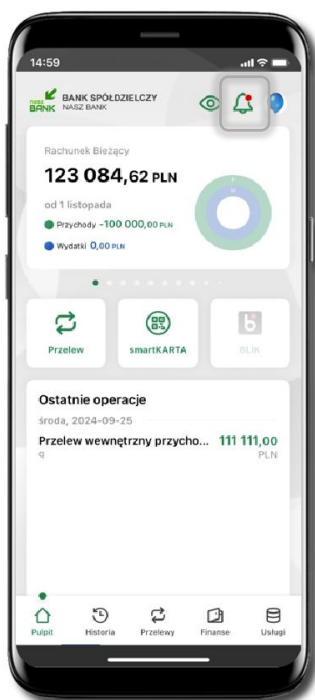 14:59
nasz BANK
BANK SPÓŁDZIELCZY
NASZ BANK
Rachunek Bieżący
123 084,62 PLN
od 1 listopada
Przychody -100 000,00 PLN
Wydatki 0,00 PLN
Przelew
smartKARTA
BLIK
Ostatnie operacje
środa, 2024-09-25
Przelew wewnętrzny przycho... 111 111,00
q PLN
Pulpit Historia Przelewy Finanse Usługi